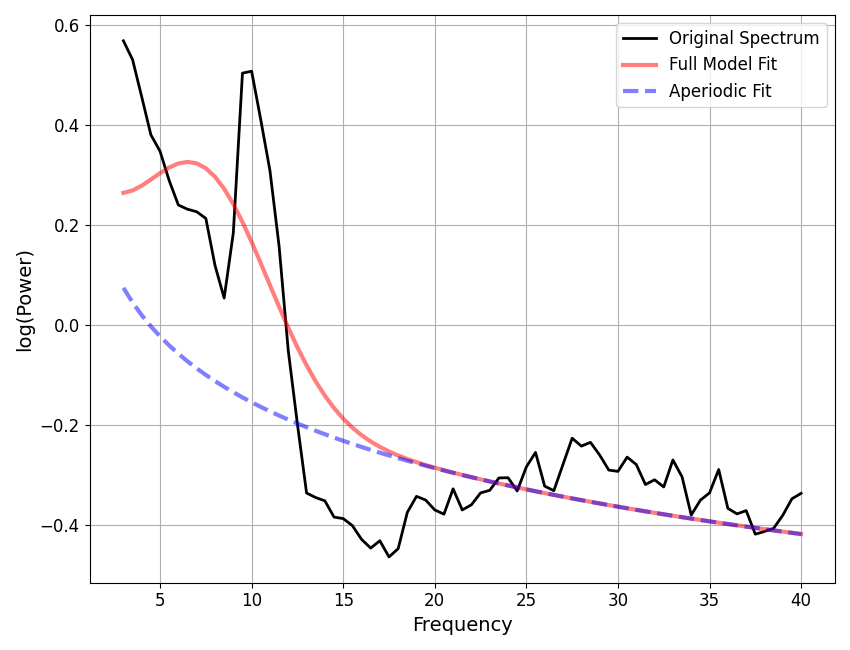 0.6
0.4
0.2
0.0
−0.2
−0.4
log(Power)
Original Spectrum
Full Model Fit
Aperiodic Fit
5 10 15 20 25 30 35 40
Frequency